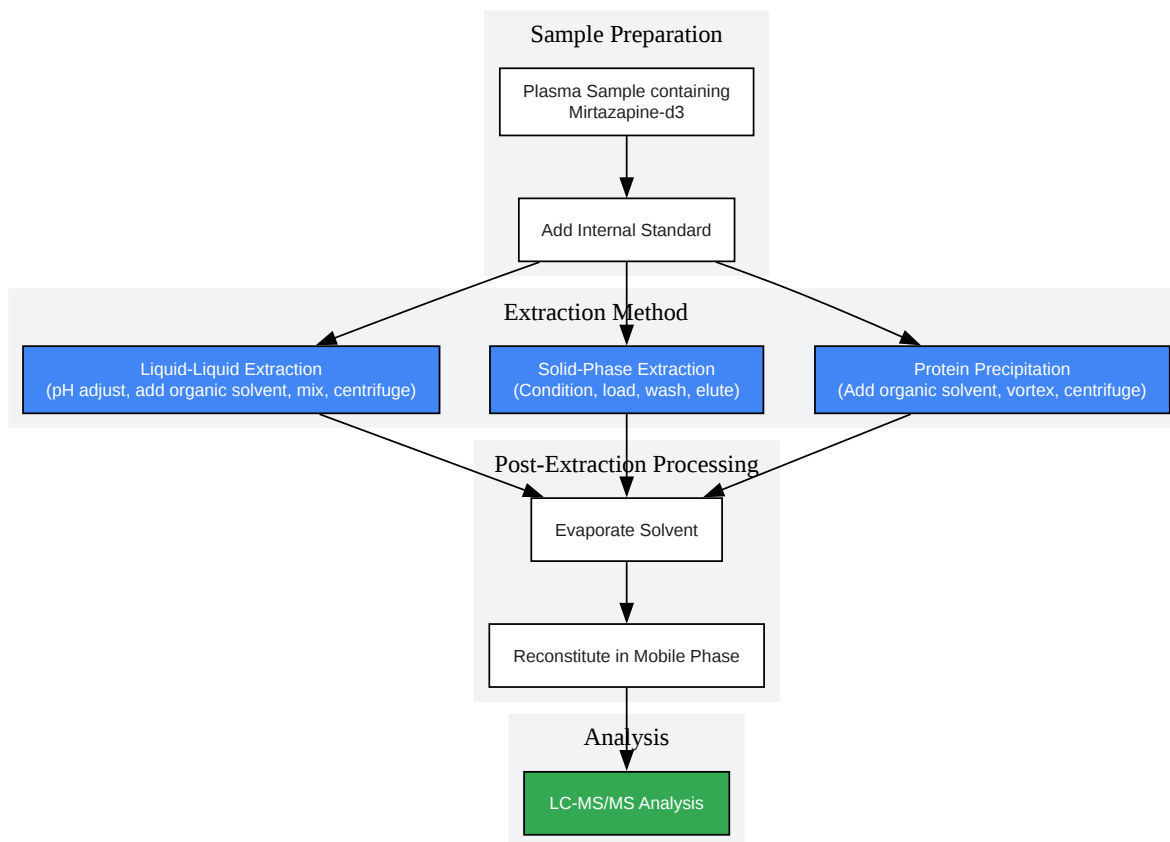 Sample Preparation
Plasma Sample containing
Mirtazapine-d3
Add Internal Standard
Extraction Method
Liquid-Liquid Extraction
(pH adjust, add organic solvent, mix, centrifuge)
Solid-Phase Extraction
(Condition, load, wash, elute)
Protein Precipitation
(Add organic solvent, vortex, centrifuge)
Post-Extraction Processing
Evaporate Solvent
Reconstitute in Mobile Phase
Analysis
LC-MS/MS Analysis